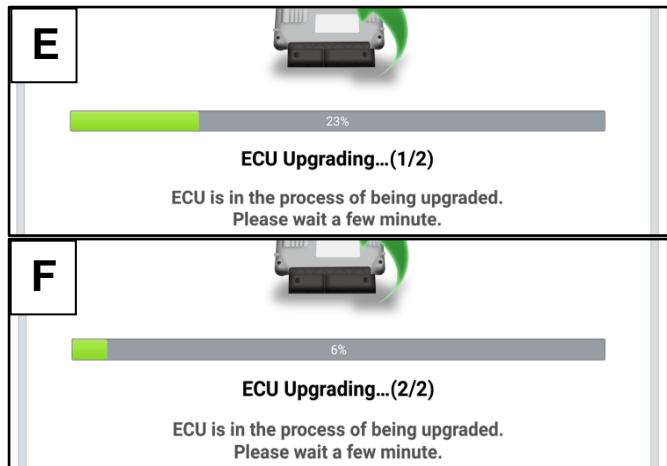 E
23%
ECU Upgrading...(1/2)
ECU is in the process of being upgraded.
Please wait a few minute.
F
6%
ECU Upgrading...(2/2)
ECU is in the process of being upgraded.
Please wait a few minute.